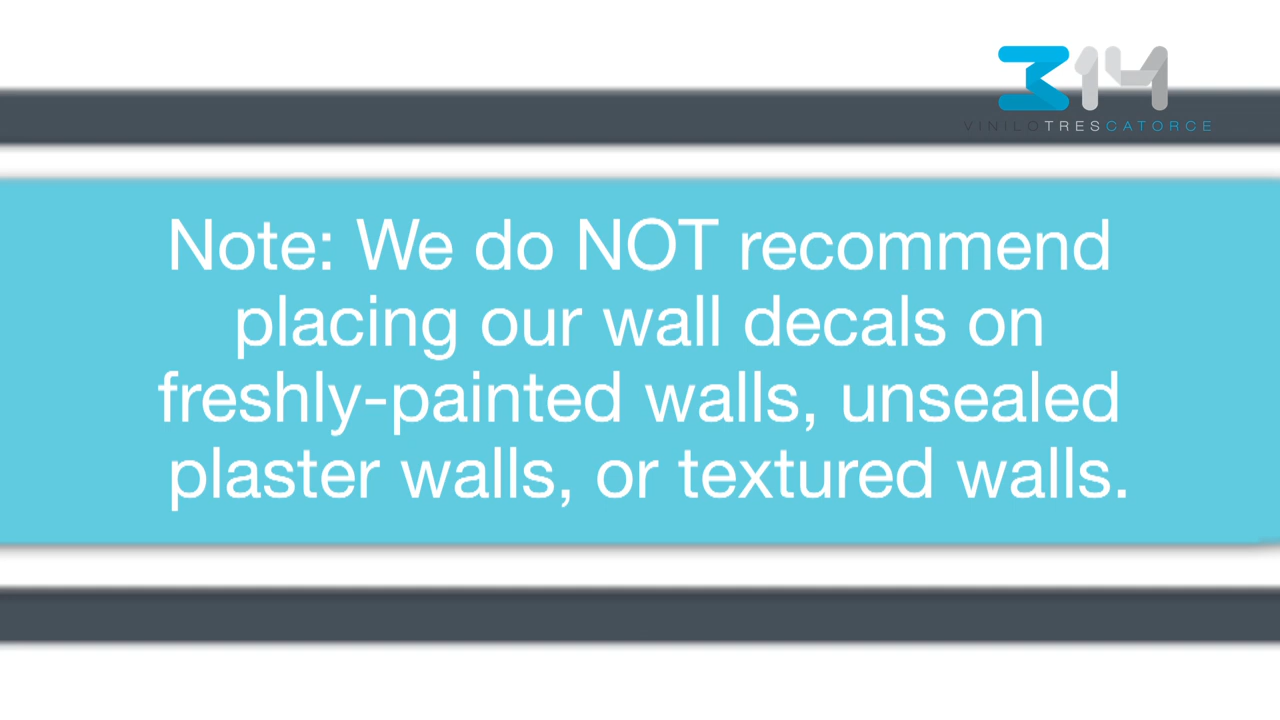 314
VINILOTRESCATORCE
Note: We do NOT recommend
placing our wall decals on
freshly-painted walls, unsealed
plaster walls, or textured walls.